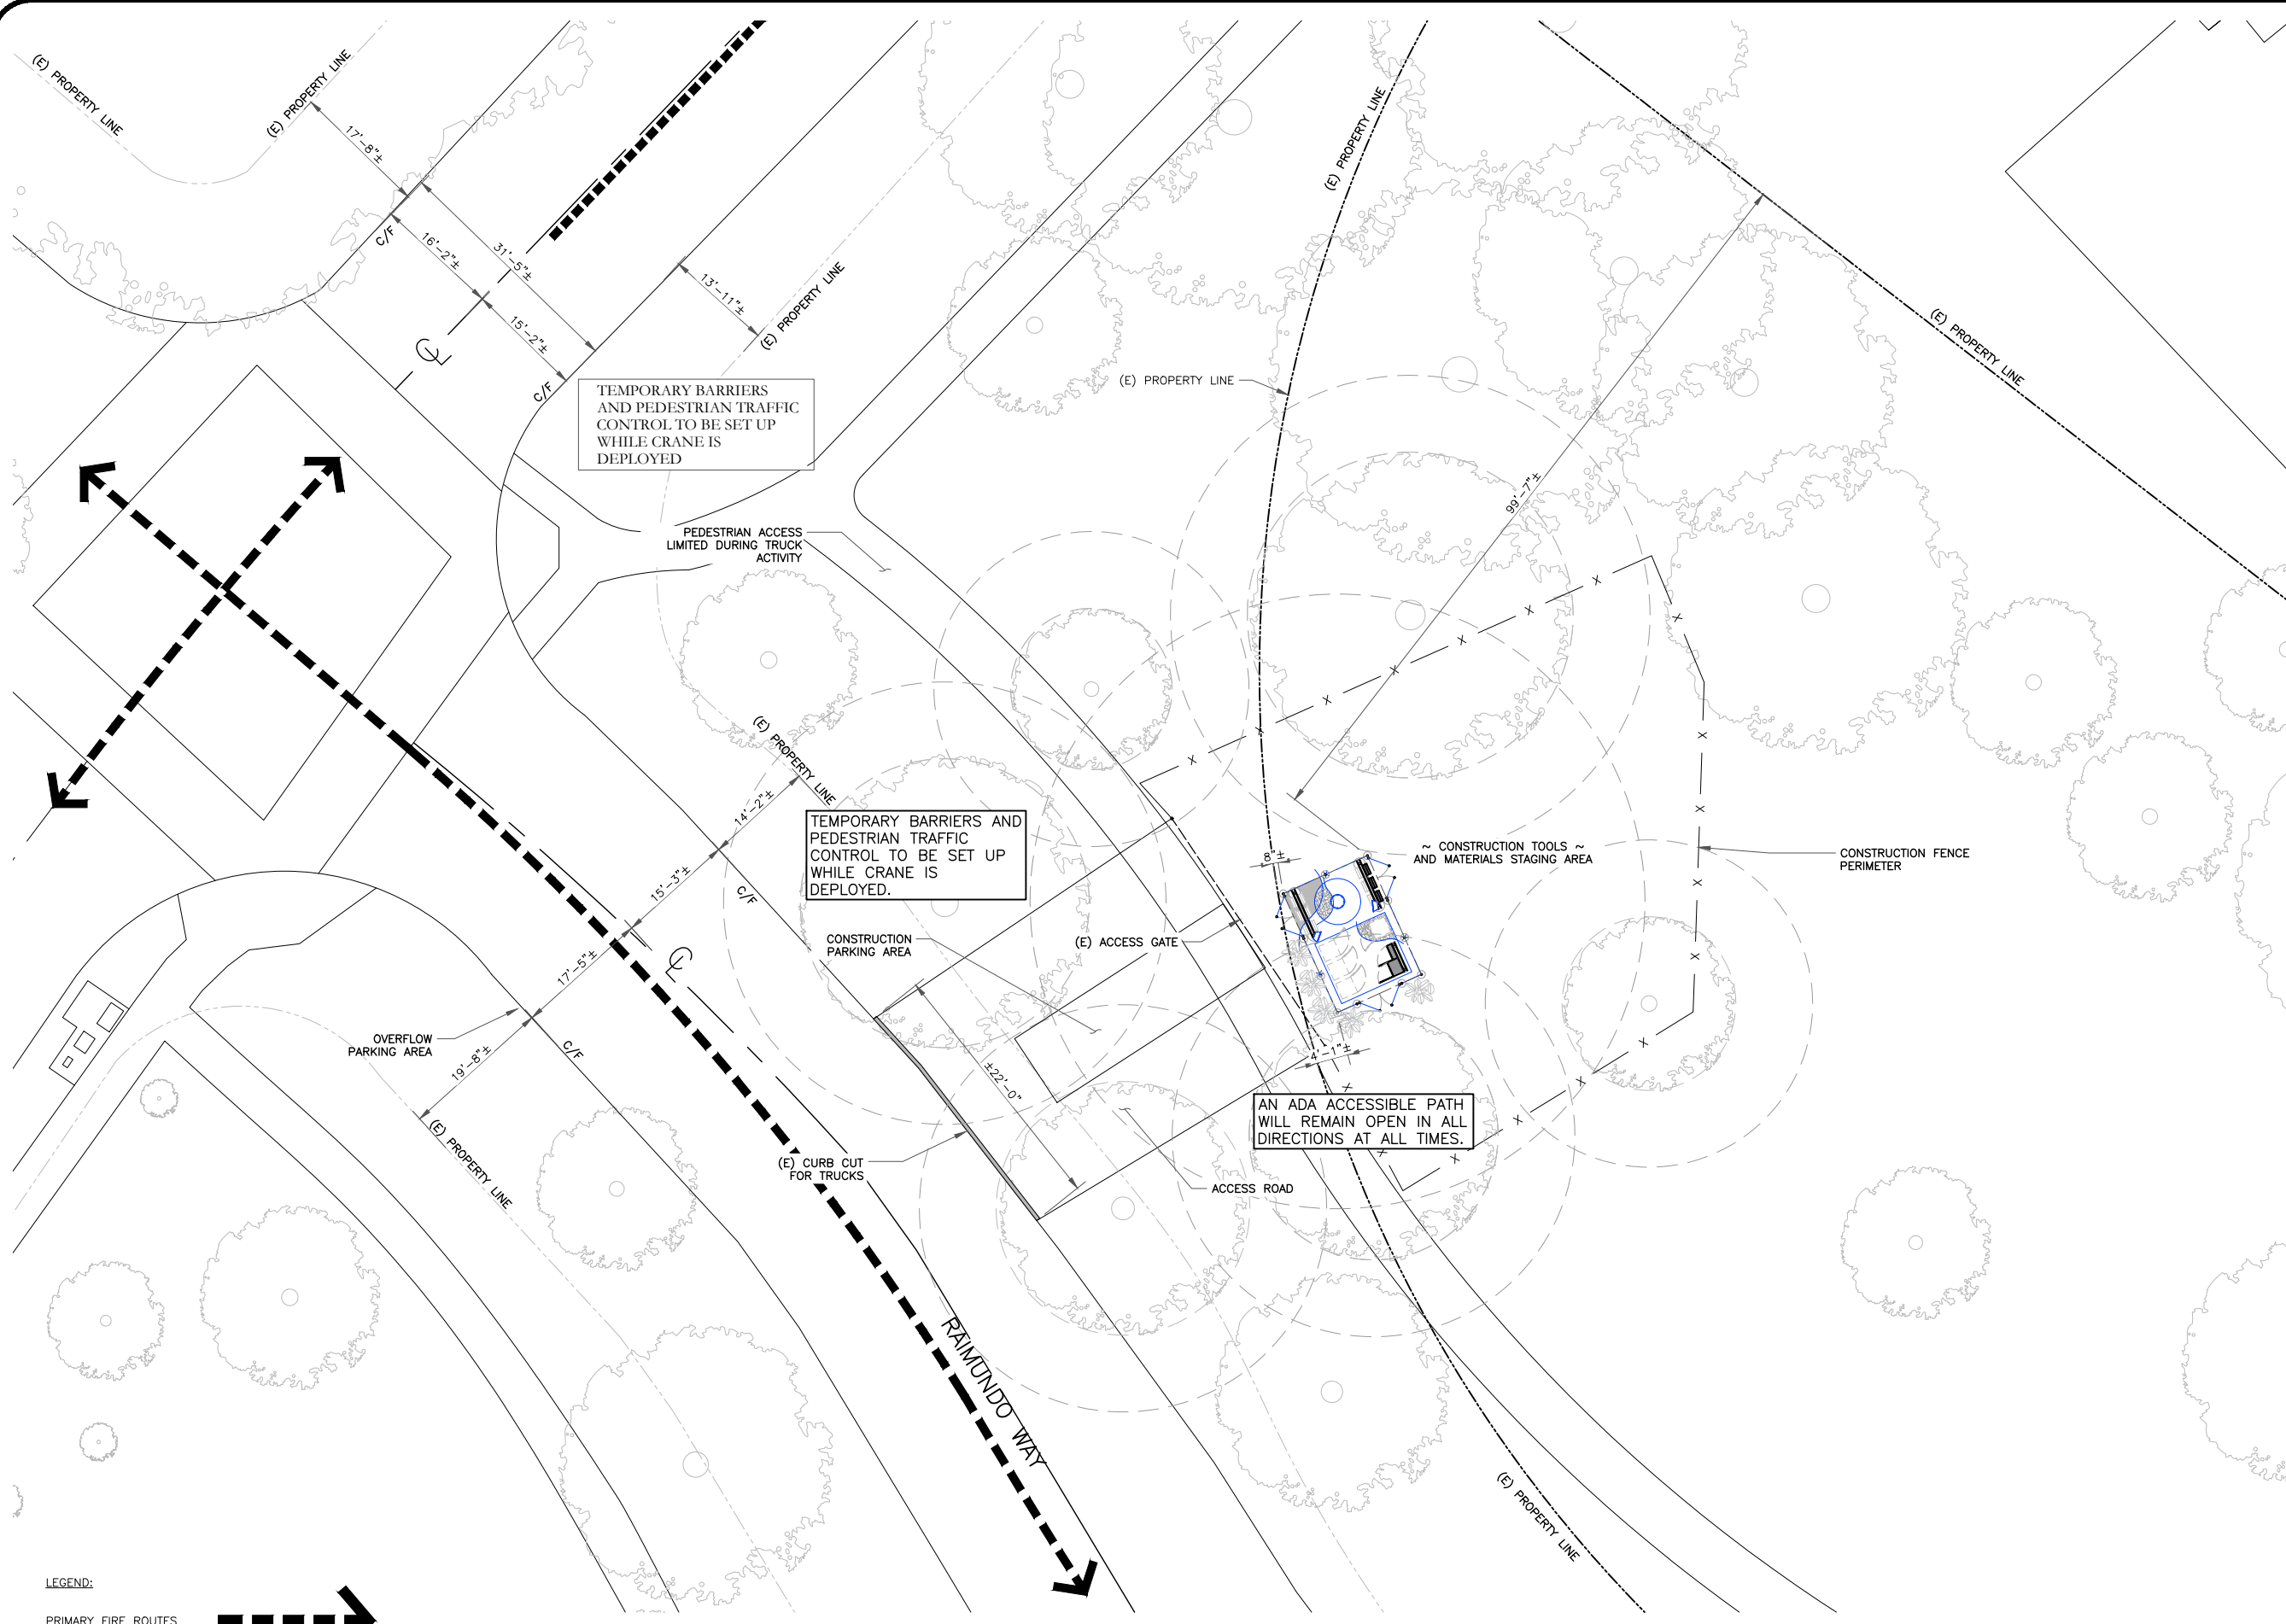 (E) PROPERTY LINE
(E) PROPERTY LINE
17'-8"±
C/F
16'-2"±
31'-5"±
15'-2"±
13'-11"±
(E) PROPERTY LINE
C/F
TEMPORARY BARRIERS
AND PEDESTRIAN TRAFFIC
CONTROL TO BE SET UP
WHILE CRANE IS
DEPLOYED
(E) PROPERTY LINE
(E) PROPERTY LINE
(E) PROPERTY LINE
99'-7"±
PEDESTRIAN ACCESS
LIMITED DURING TRUCK
ACTIVITY
(E) PROPERTY LINE
14'-2"±
15'-3"±
C/F
17'-5"±
19'-8"±
C/F
TEMPORARY BARRIERS AND
PEDESTRIAN TRAFFIC
CONTROL TO BE SET UP
WHILE CRANE IS
DEPLOYED.
8"±
~ CONSTRUCTION TOOLS ~
AND MATERIALS STAGING AREA
CONSTRUCTION FENCE
PERIMETER
CONSTRUCTION
PARKING AREA
(E) ACCESS GATE
OVERFLOW
PARKING AREA
±22'-0"
4'-1"±
AN ADA ACCESSIBLE PATH
WILL REMAIN OPEN IN ALL
DIRECTIONS AT ALL TIMES.
(E) PROPERTY LINE
(E) CURB CUT
FOR TRUCKS
ACCESS ROAD
RAIMUNDO WAY
(E) PROPERTY LINE
LEGEND:
PRIMARY FIRE ROUTES